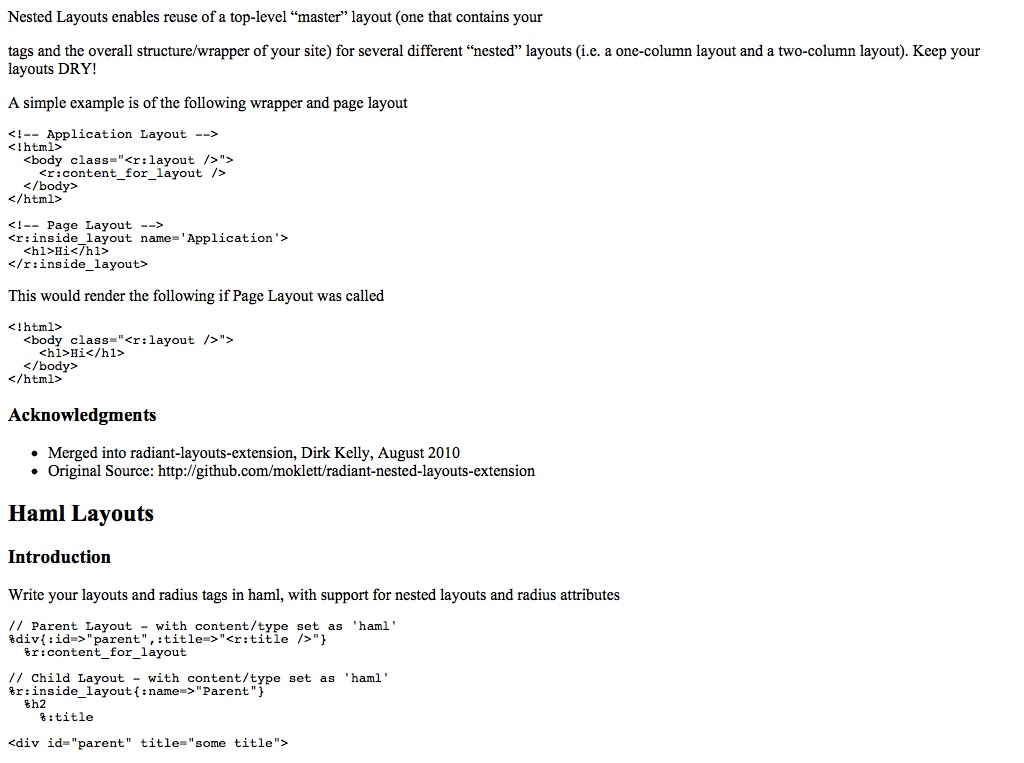 Nested Layouts enables reuse of a top-level “master” layout (one that contains your
tags and the overall structure/wrapper of your site) for several different “nested” layouts (i.e. a one-column layout and a two-column layout). Keep your
layouts DRY!
A simple example is of the following wrapper and page layout
<!-- Application Layout -->
<!html>
  <body class="<r:layout />">
    <r:content_for_layout />
  </body>
</html>
<!-- Page Layout -->
<r:inside_layout name='Application'>
  <h1>Hi</h1>
</r:inside_layout>
This would render the following if Page Layout was called
<!html>
  <body class="<r:layout />">
    <h1>Hi</h1>
  </body>
</html>
Acknowledgments
• Merged into radiant-layouts-extension, Dirk Kelly, August 2010
• Original Source: http://github.com/moklett/radiant-nested-layouts-extension
Haml Layouts
Introduction
Write your layouts and radius tags in haml, with support for nested layouts and radius attributes
// Parent Layout - with content/type set as 'haml'
%div{:id=>"parent",:title=>"<r:title />"}
  %r:content_for_layout
// Child Layout - with content/type set as 'haml'
%r:inside_layout{:name=>"Parent"}
  %h2
    %:title
<div id="parent" title="some title">